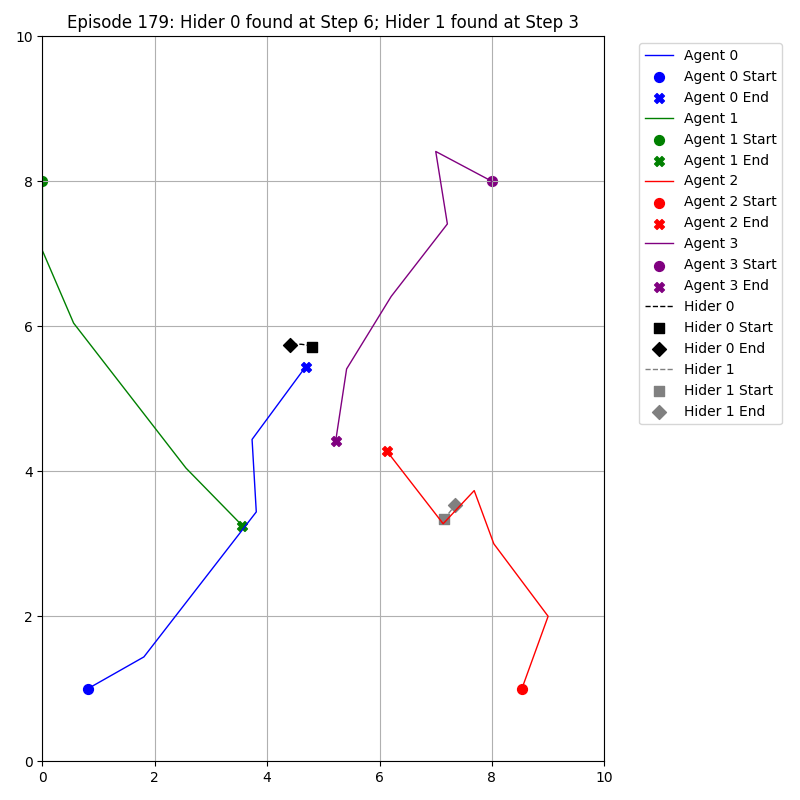 Episode 179: Hider 0 found at Step 6; Hider 1 found at Step 3
10
8
6
4
2
0
0 2 4 6 8 10
Agent 0
Agent 0 Start
Agent 0 End
Agent 1
Agent 1 Start
Agent 1 End
Agent 2
Agent 2 Start
Agent 2 End
Agent 3
Agent 3 Start
Agent 3 End
Hider 0
Hider 0 Start
Hider 0 End
Hider 1
Hider 1 Start
Hider 1 End